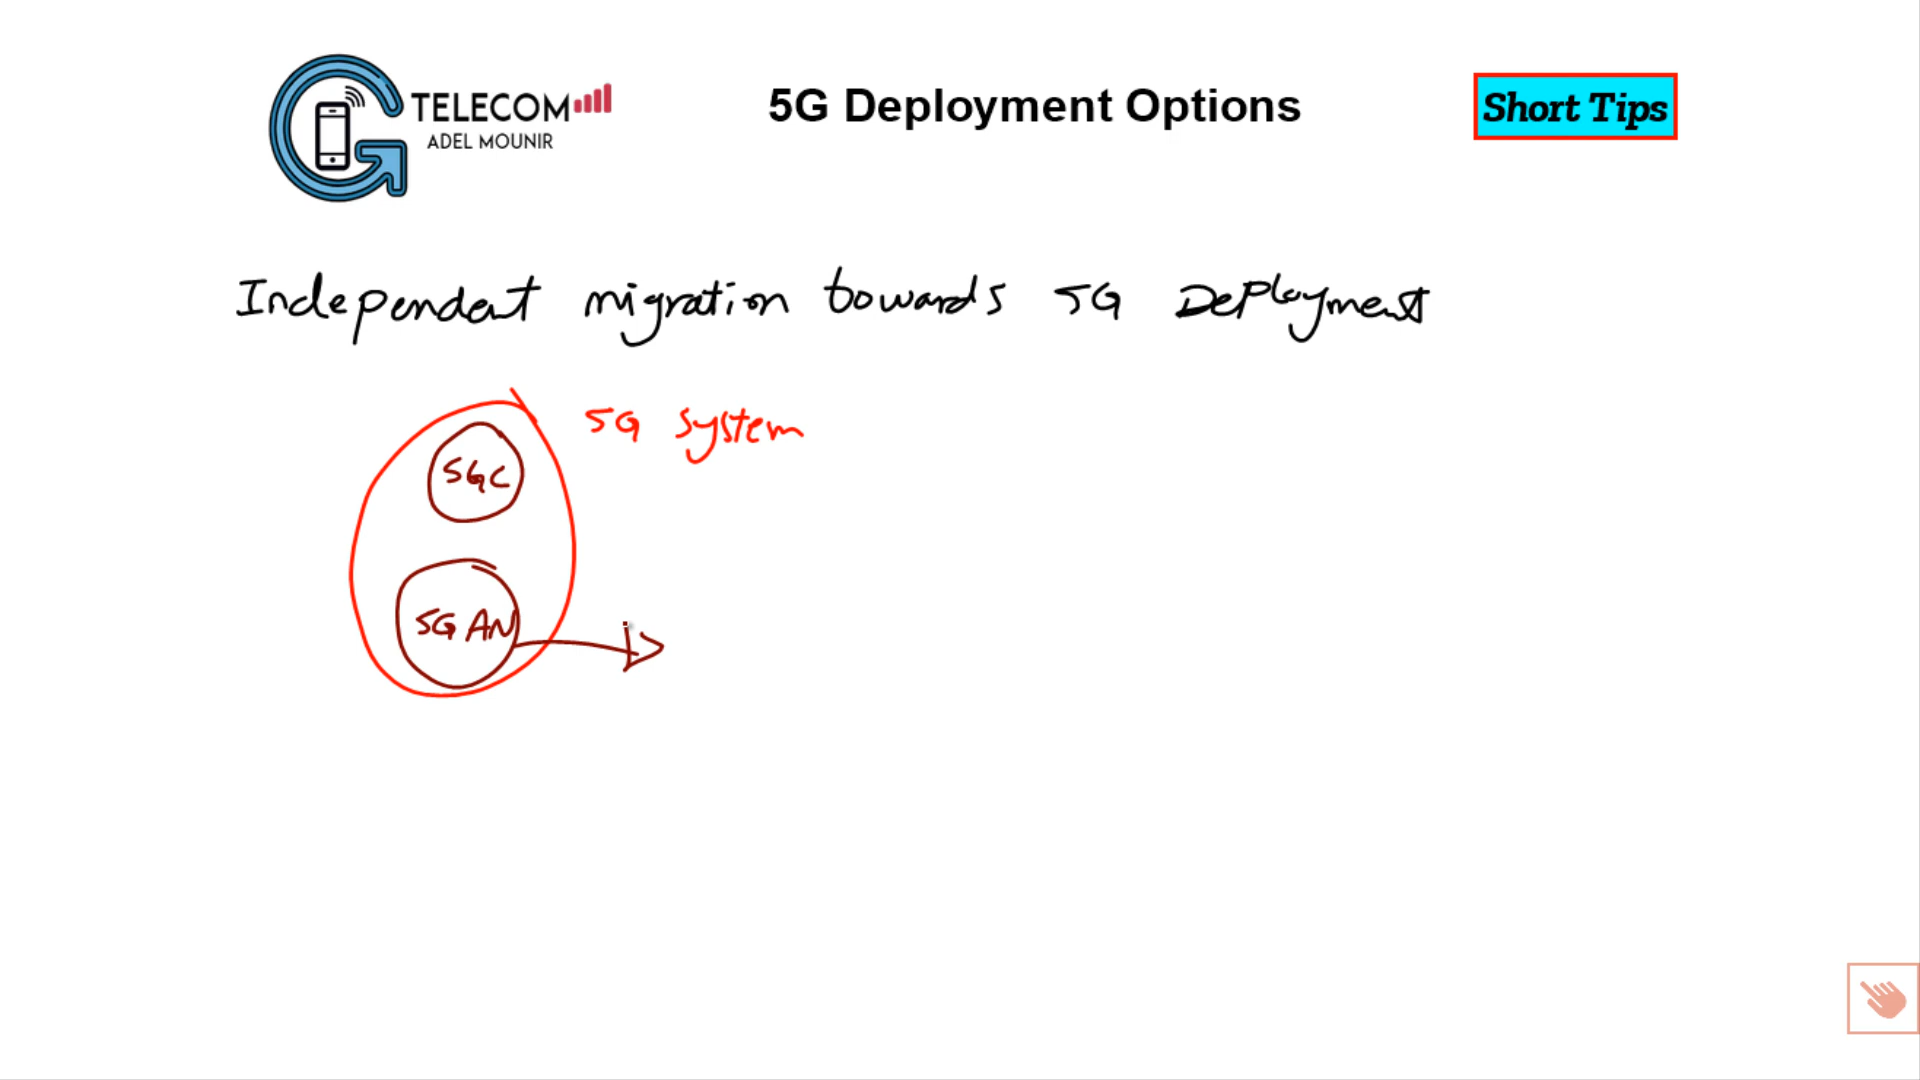 TELECOM
ADEL MOUNIR
5G Deployment Options
Short Tips
Independent migration towards 5G Deployment
5G system
5GC
5G AN